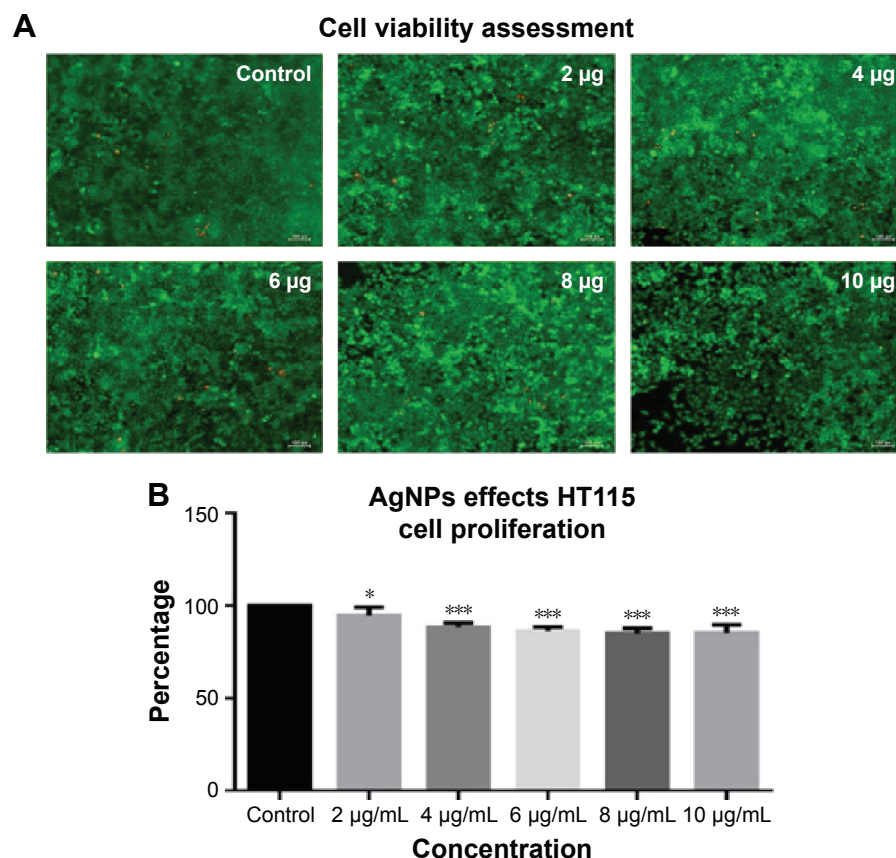 A
Cell viability assessment
Control
2 µg
4 µg
6 µg
8 µg
10 µg
B
AgNPs effects HT115
cell proliferation
150
100
50
0
Percentage
*
***
***
***
***
Control
2 µg/mL
4 µg/mL
6 µg/mL
8 µg/mL
10 µg/mL
Concentration